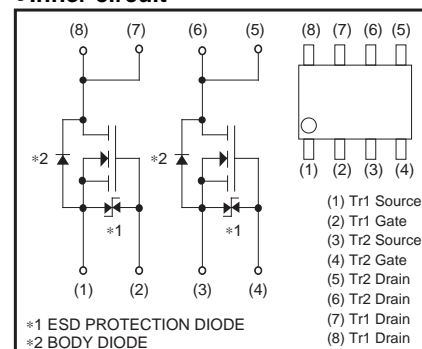 (8) (7) (6) (5)
(8) (7) (6) (5)
∗2 ∗2
∗1 ∗1
(1) (2) (3) (4)
(1) (2) (3) (4)
(1) Tr1 Source
(2) Tr1 Gate
(3) Tr2 Source
(4) Tr2 Gate
(5) Tr2 Drain
(6) Tr2 Drain
(7) Tr1 Drain
(8) Tr1 Drain
∗1 ESD PROTECTION DIODE
∗2 BODY DIODE